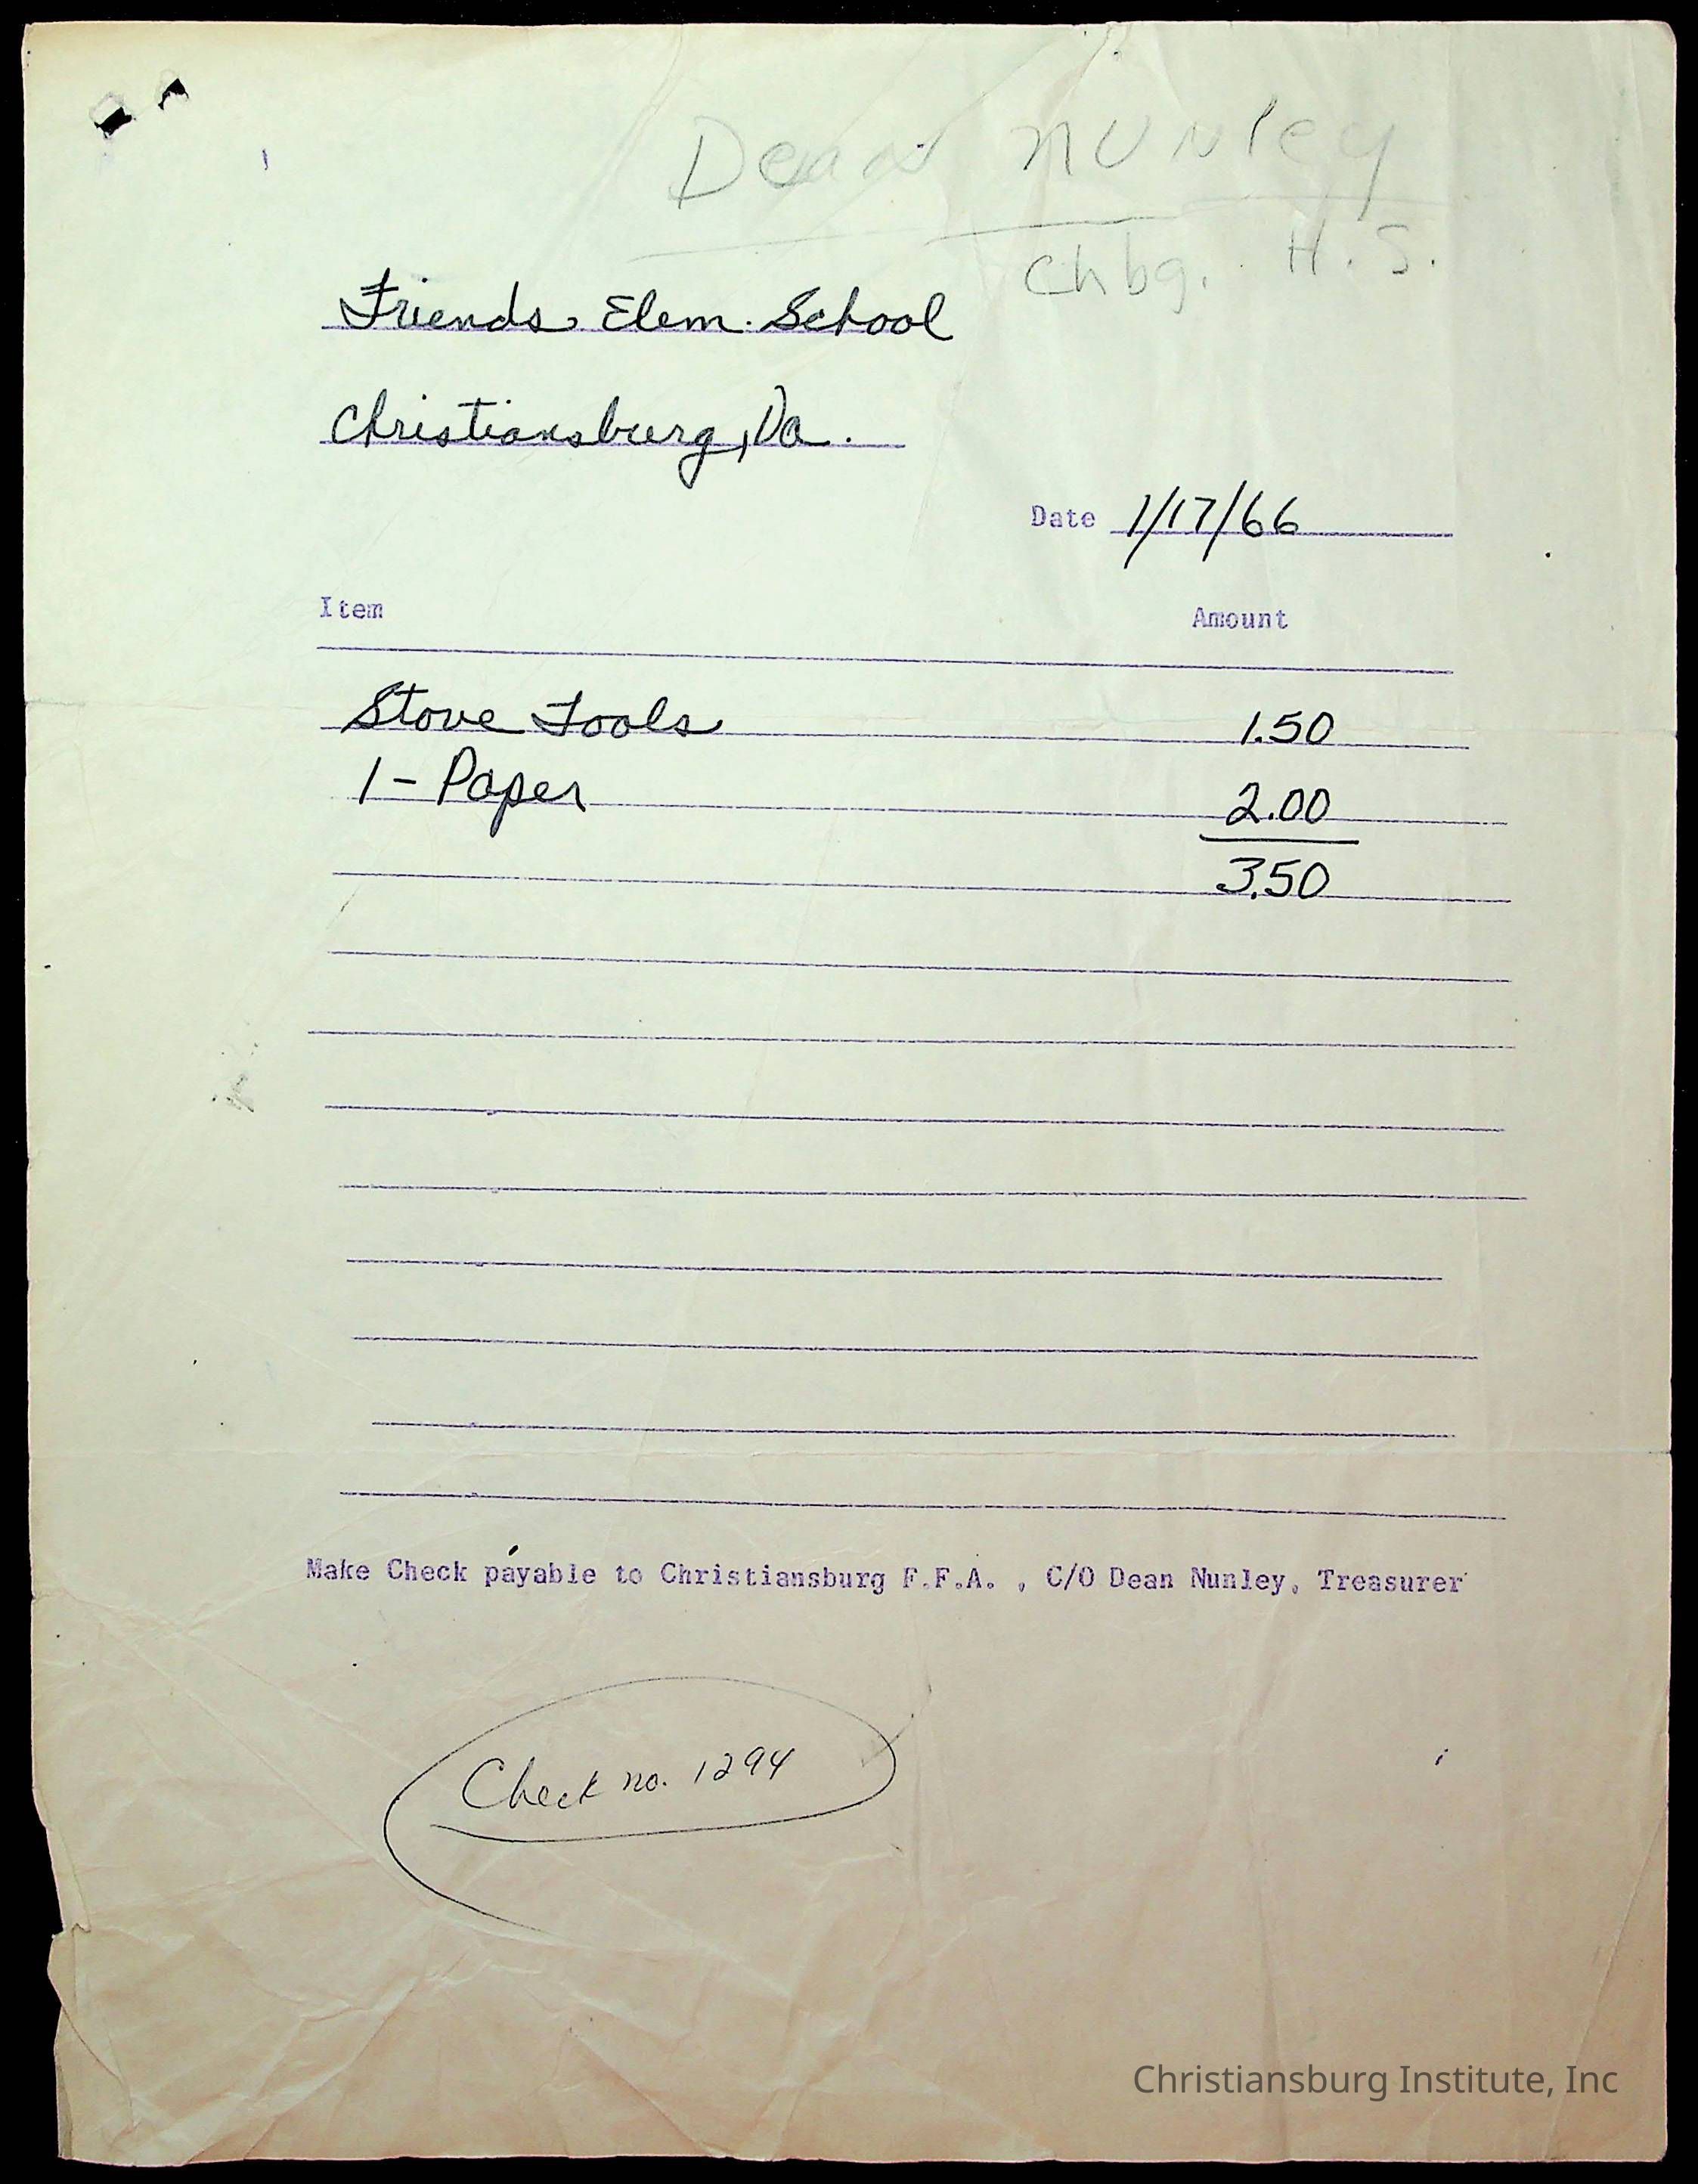 Dean Nunley
Chbg. H.S.
Friends Elem. School
Christiansburg, Va.
Date 1/17/66
Item Amount
Stove Tools 1.50
1 - Paper 2.00
3.50
Make Check payable to Christiansburg F.F.A. , C/O Dean Nunley, Treasurer
Check no. 1294
Christiansburg Institute, Inc